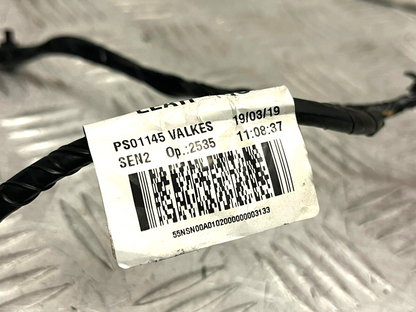 PS01145 VALKES 19/03/19
SEN2 Op.:2535 11:08:37
55NSN00A0102000000003133